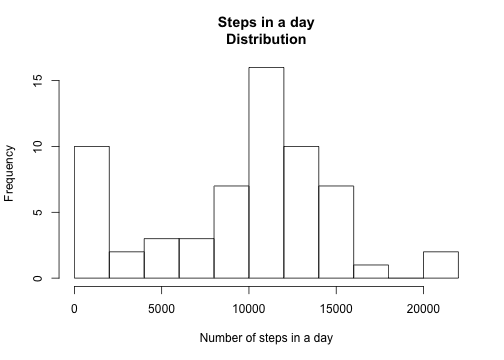 Steps in a day
Distribution
Frequency
15
10
5
0
0 5000 10000 15000 20000
Number of steps in a day